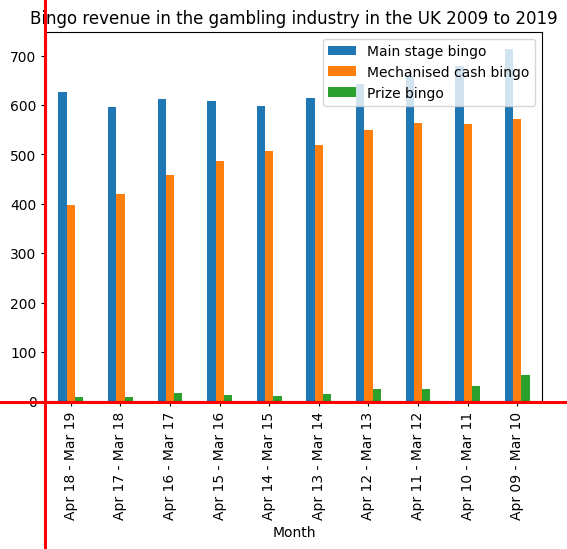 Bingo revenue in the gambling industry in the UK 2009 to 2019
Main stage bingo
Mechanised cash bingo
Prize bingo
700
600
500
400
300
200
100
0
Apr 18 - Mar 19
Apr 17 - Mar 18
Apr 16 - Mar 17
Apr 15 - Mar 16
Apr 14 - Mar 15
Apr 13 - Mar 14
Apr 12 - Mar 13
Apr 11 - Mar 12
Apr 10 - Mar 11
Apr 09 - Mar 10
Month